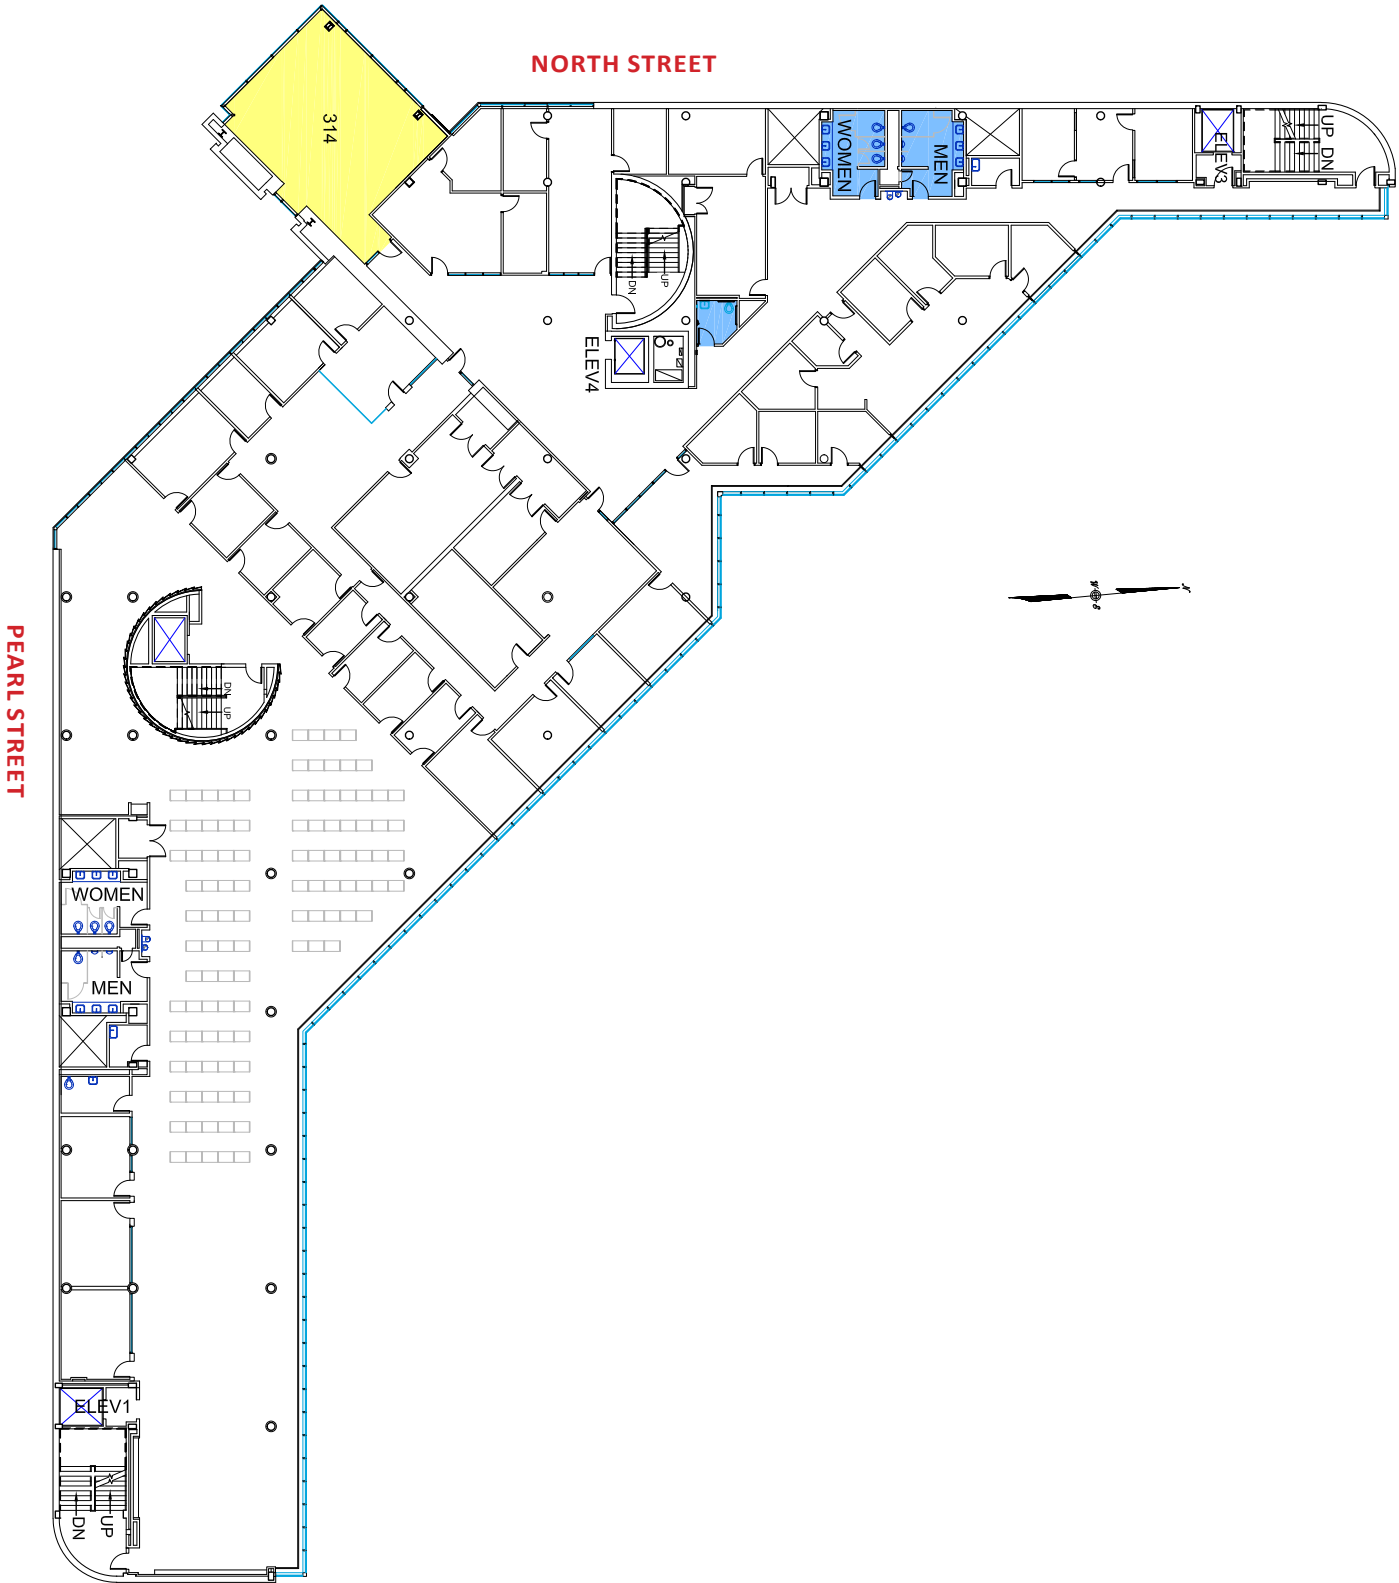 NORTH STREET
314
WOMEN
MEN
ELEV3
UP
DN
UP
DN
ELEV4
N
W
PEARL STREET
DN
UP
WOMEN
MEN
ELEV1
UP
DN